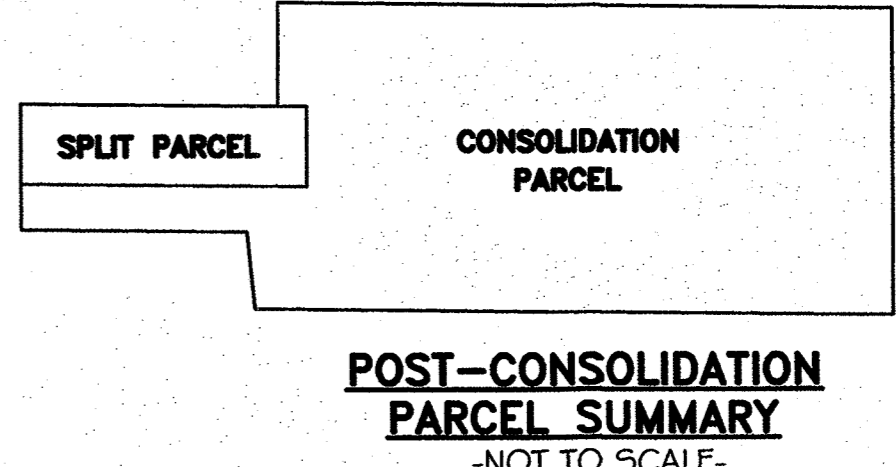 SPLIT PARCEL
CONSOLIDATION
PARCEL
POST-CONSOLIDATION
PARCEL SUMMARY
-NOT TO SCALE-